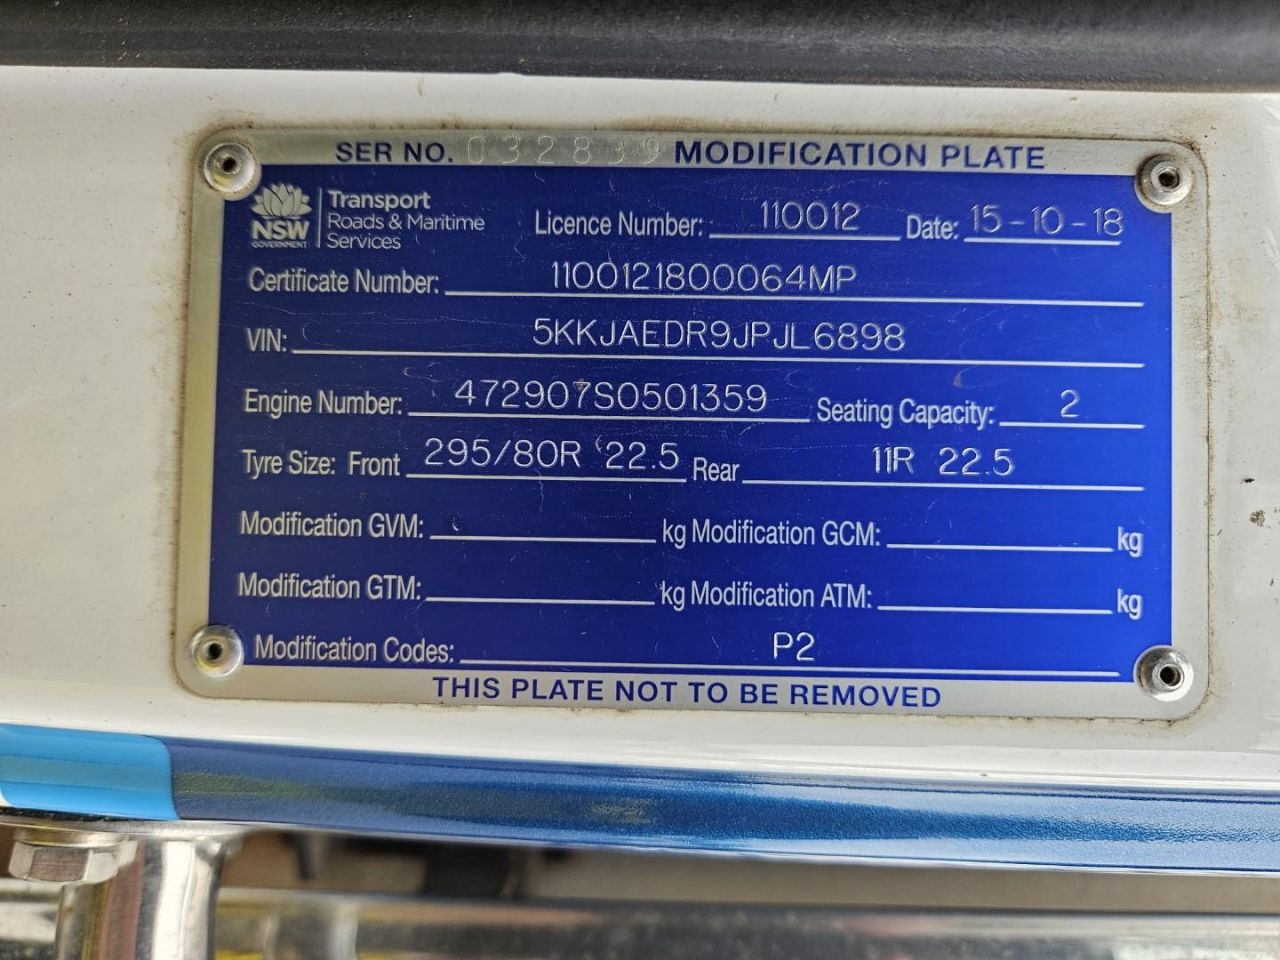 SER NO. 032839 MODIFICATION PLATE
NSW GOVERNMENT
Transport
Roads & Maritime
Services
Licence Number: 110012 Date: 15-10-18
Certificate Number: 1100121800064MP
VIN: 5KKJAEDR9JPJL6898
Engine Number: 472907S0501359 Seating Capacity: 2
Tyre Size: Front 295/80R 22.5 Rear 11R 22.5
Modification GVM: kg Modification GCM: kg
Modification GTM: kg Modification ATM: kg
Modification Codes: P2
THIS PLATE NOT TO BE REMOVED